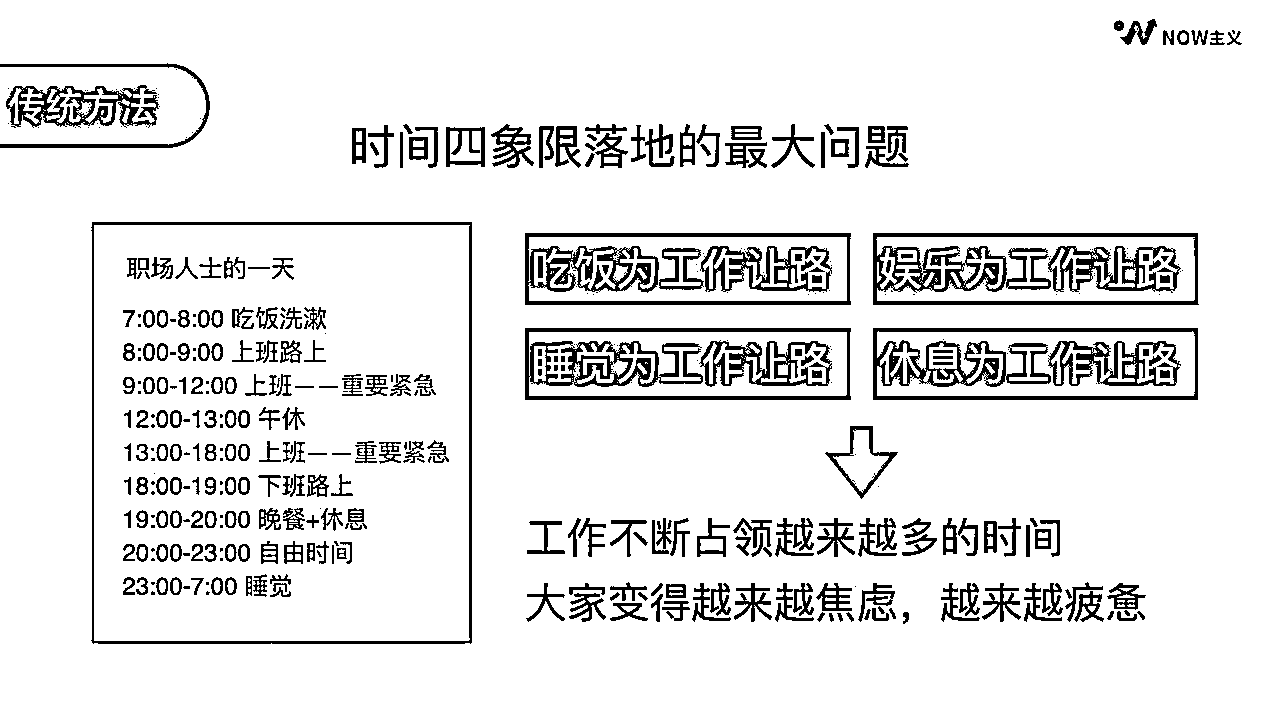 NOW主义
传统方法
时间四象限落地的最大问题
职场人士的一天
7:00-8:00 吃饭洗漱
8:00-9:00 上班路上
9:00-12:00 上班——重要紧急
12:00-13:00 午休
13:00-18:00 上班——重要紧急
18:00-19:00 下班路上
19:00-20:00 晚餐+休息
20:00-23:00 自由时间
23:00-7:00 睡觉
吃饭为工作让路
娱乐为工作让路
睡觉为工作让路
休息为工作让路
工作不断占领越来越多的时间
大家变得越来越焦虑，越来越疲惫